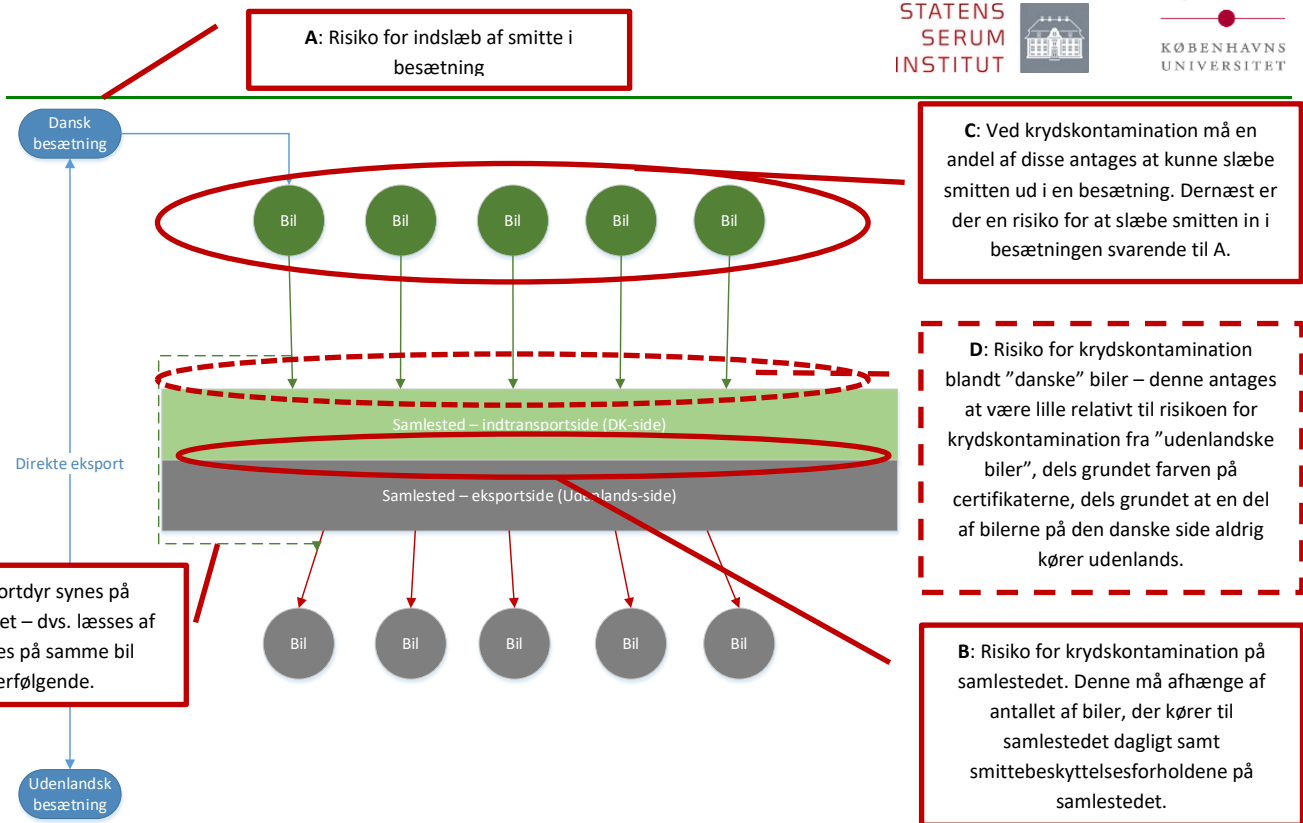 STATENS
SERUM
INSTITUT
KØBENHAVNS
UNIVERSITET
A: Risiko for indslæb af smitte i
besætning
Dansk
besætning
C: Ved krydskontamination må en
andel af disse antages at kunne slæbe
smitten ud i en besætning. Dernæst er
der en risiko for at slæbe smitten in i
besætningen svarende til A.
Bil Bil Bil Bil Bil
D: Risiko for krydskontamination
blandt ”danske” biler – denne antages
at være lille relativt til risikoen for
krydskontamination fra ”udenlandske
biler”, dels grundet farven på
certifikaterne, dels grundet at en del
af bilerne på den danske side aldrig
kører udenlands.
Samlested – indtransportside (DK-side)
Direkte eksport
Samlested – eksportside (Udenlands-side)
ortdyr synes på
et – dvs. læsses af
es på samme bil
erfølgende.
Bil Bil Bil Bil Bil
B: Risiko for krydskontamination på
samlestedet. Denne må afhænge af
antallet af biler, der kører til
samlestedet dagligt samt
smittebeskyttelsesforholdene på
samlestedet.
Udenlandsk
besætning